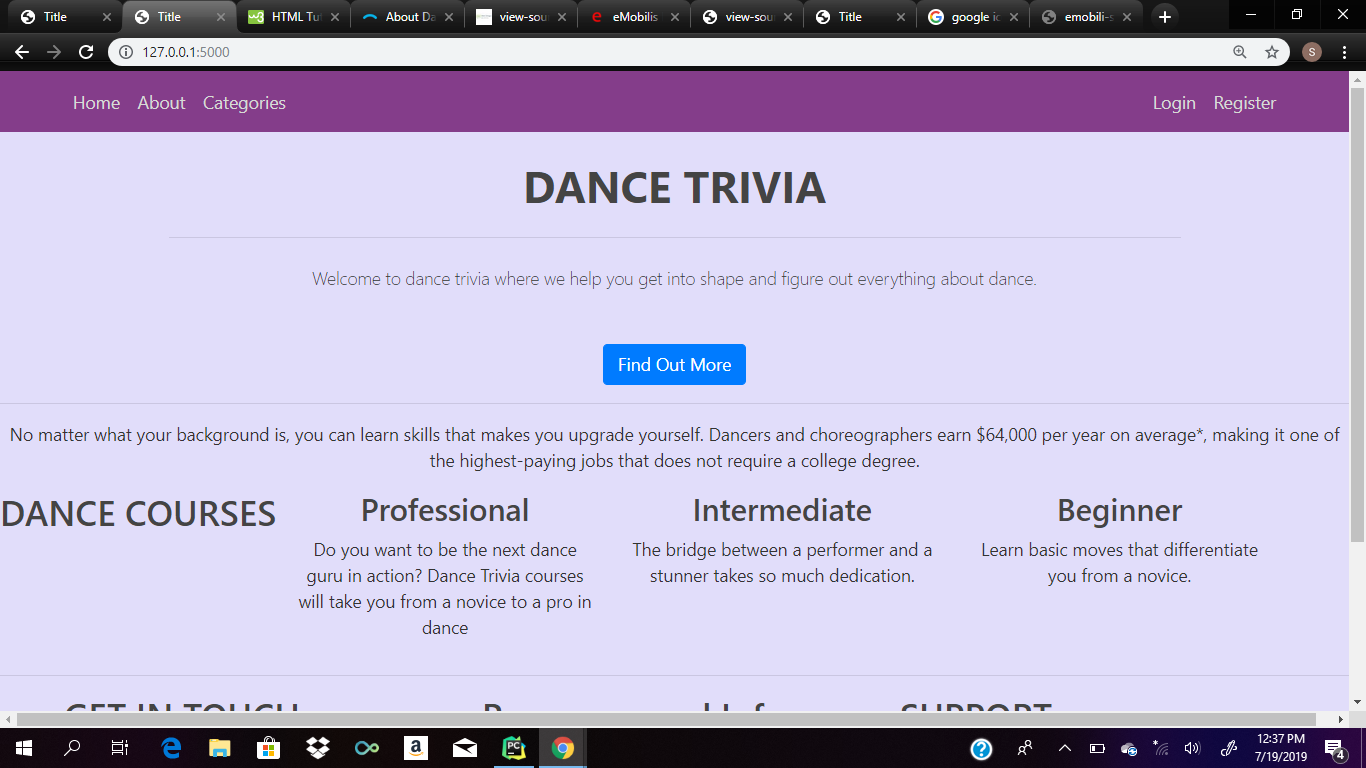 Title Title HTML Tut About Da view-sou eMobilis view-sou Title google ic emobili-s
127.0.0.1:5000 S
Home About Categories Login Register
DANCE TRIVIA
Welcome to dance trivia where we help you get into shape and figure out everything about dance.
Find Out More
No matter what your background is, you can learn skills that makes you upgrade yourself. Dancers and choreographers earn $64,000 per year on average*, making it one of
the highest-paying jobs that does not require a college degree.
DANCE COURSES
Professional
Do you want to be the next dance
guru in action? Dance Trivia courses
will take you from a novice to a pro in
dance
Intermediate
The bridge between a performer and a
stunner takes so much dedication.
Beginner
Learn basic moves that differentiate
you from a novice.
GET IN TOUCH SUPPORT
12:37 PM
7/19/2019
4